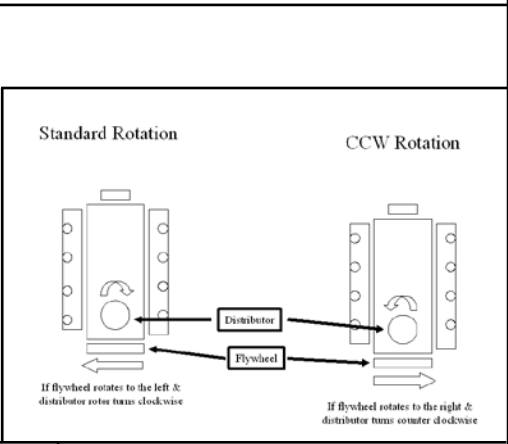 Standard Rotation
CCW Rotation
Distributor
Flywheel
If flywheel rotates to the left &
distributor rotor turns clockwise
If flywheel rotates to the right &
distributor turns counter clockwise